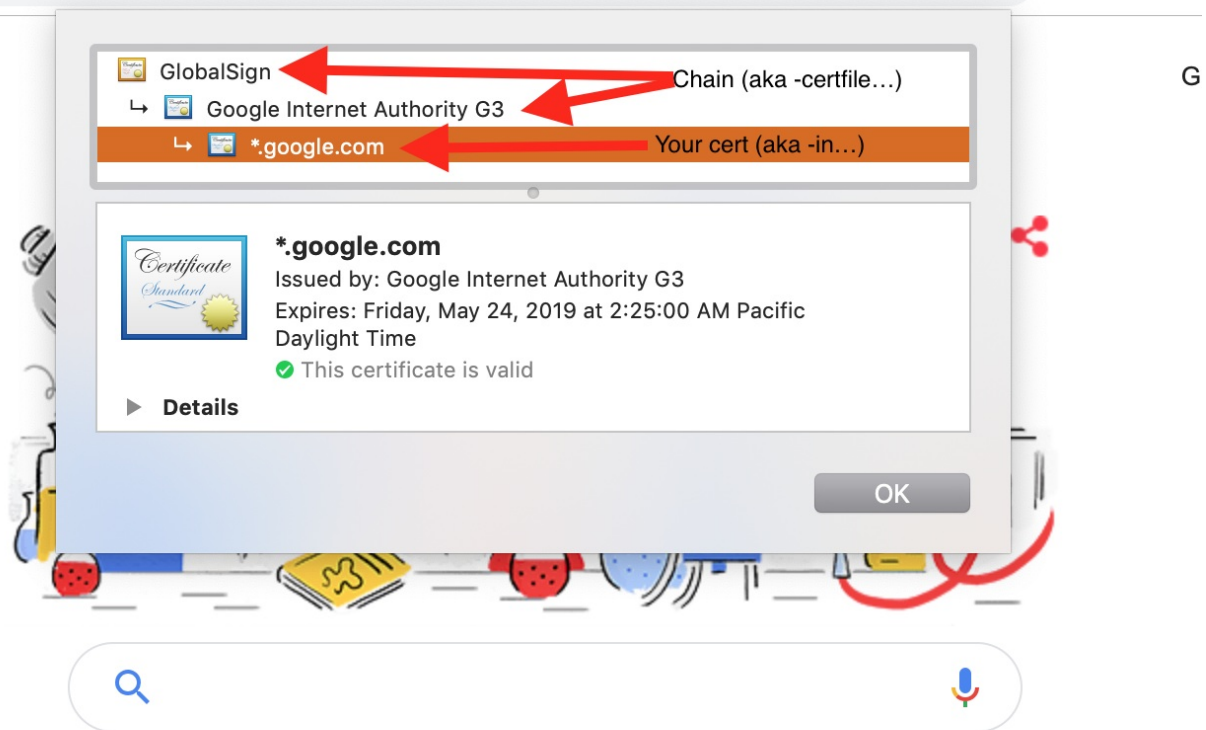 GlobalSign
Chain (aka -certfile...)
G
Google Internet Authority G3
*.google.com
Your cert (aka -in...)
Certificate
Standard
*.google.com
Issued by: Google Internet Authority G3
Expires: Friday, May 24, 2019 at 2:25:00 AM Pacific
Daylight Time
This certificate is valid
Details
OK